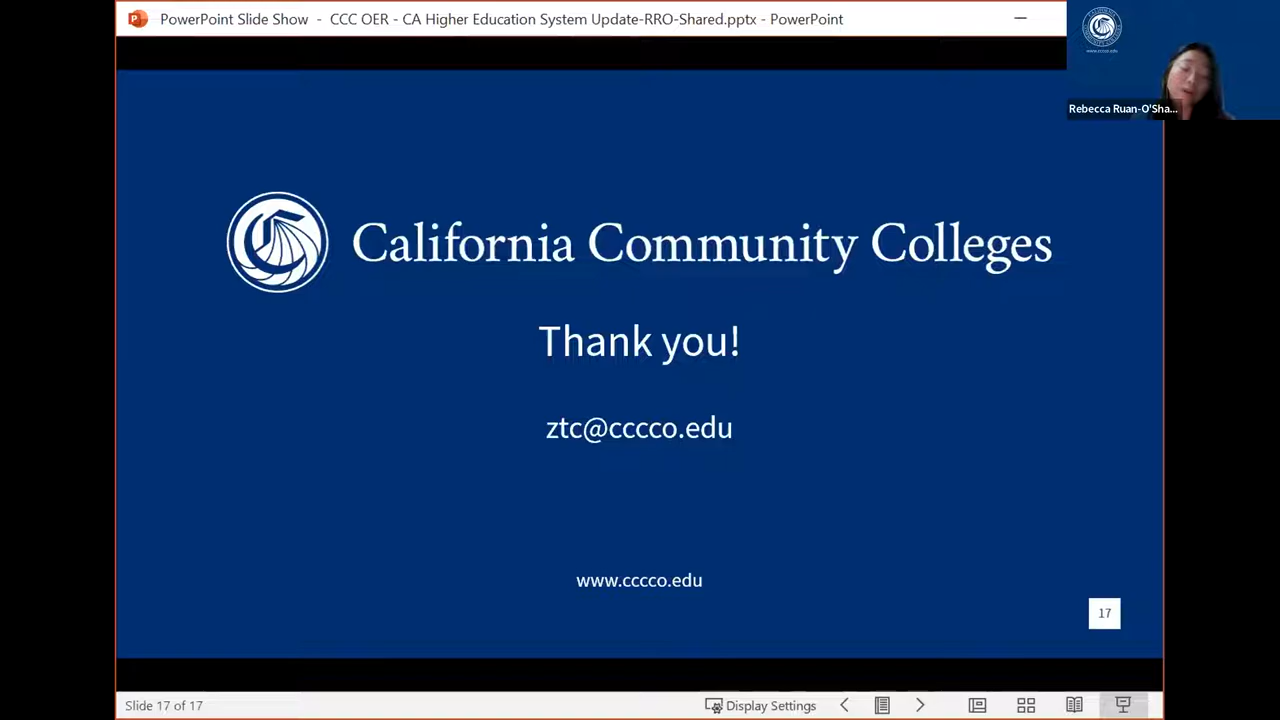 PowerPoint Slide Show - CCC OER - CA Higher Education System Update-RRO-Shared.pptx - PowerPoint
Rebecca Ruan-O'Sha...
California Community Colleges
Thank you!
ztc@cccco.edu
www.cccco.edu
17
Slide 17 of 17
Display Settings